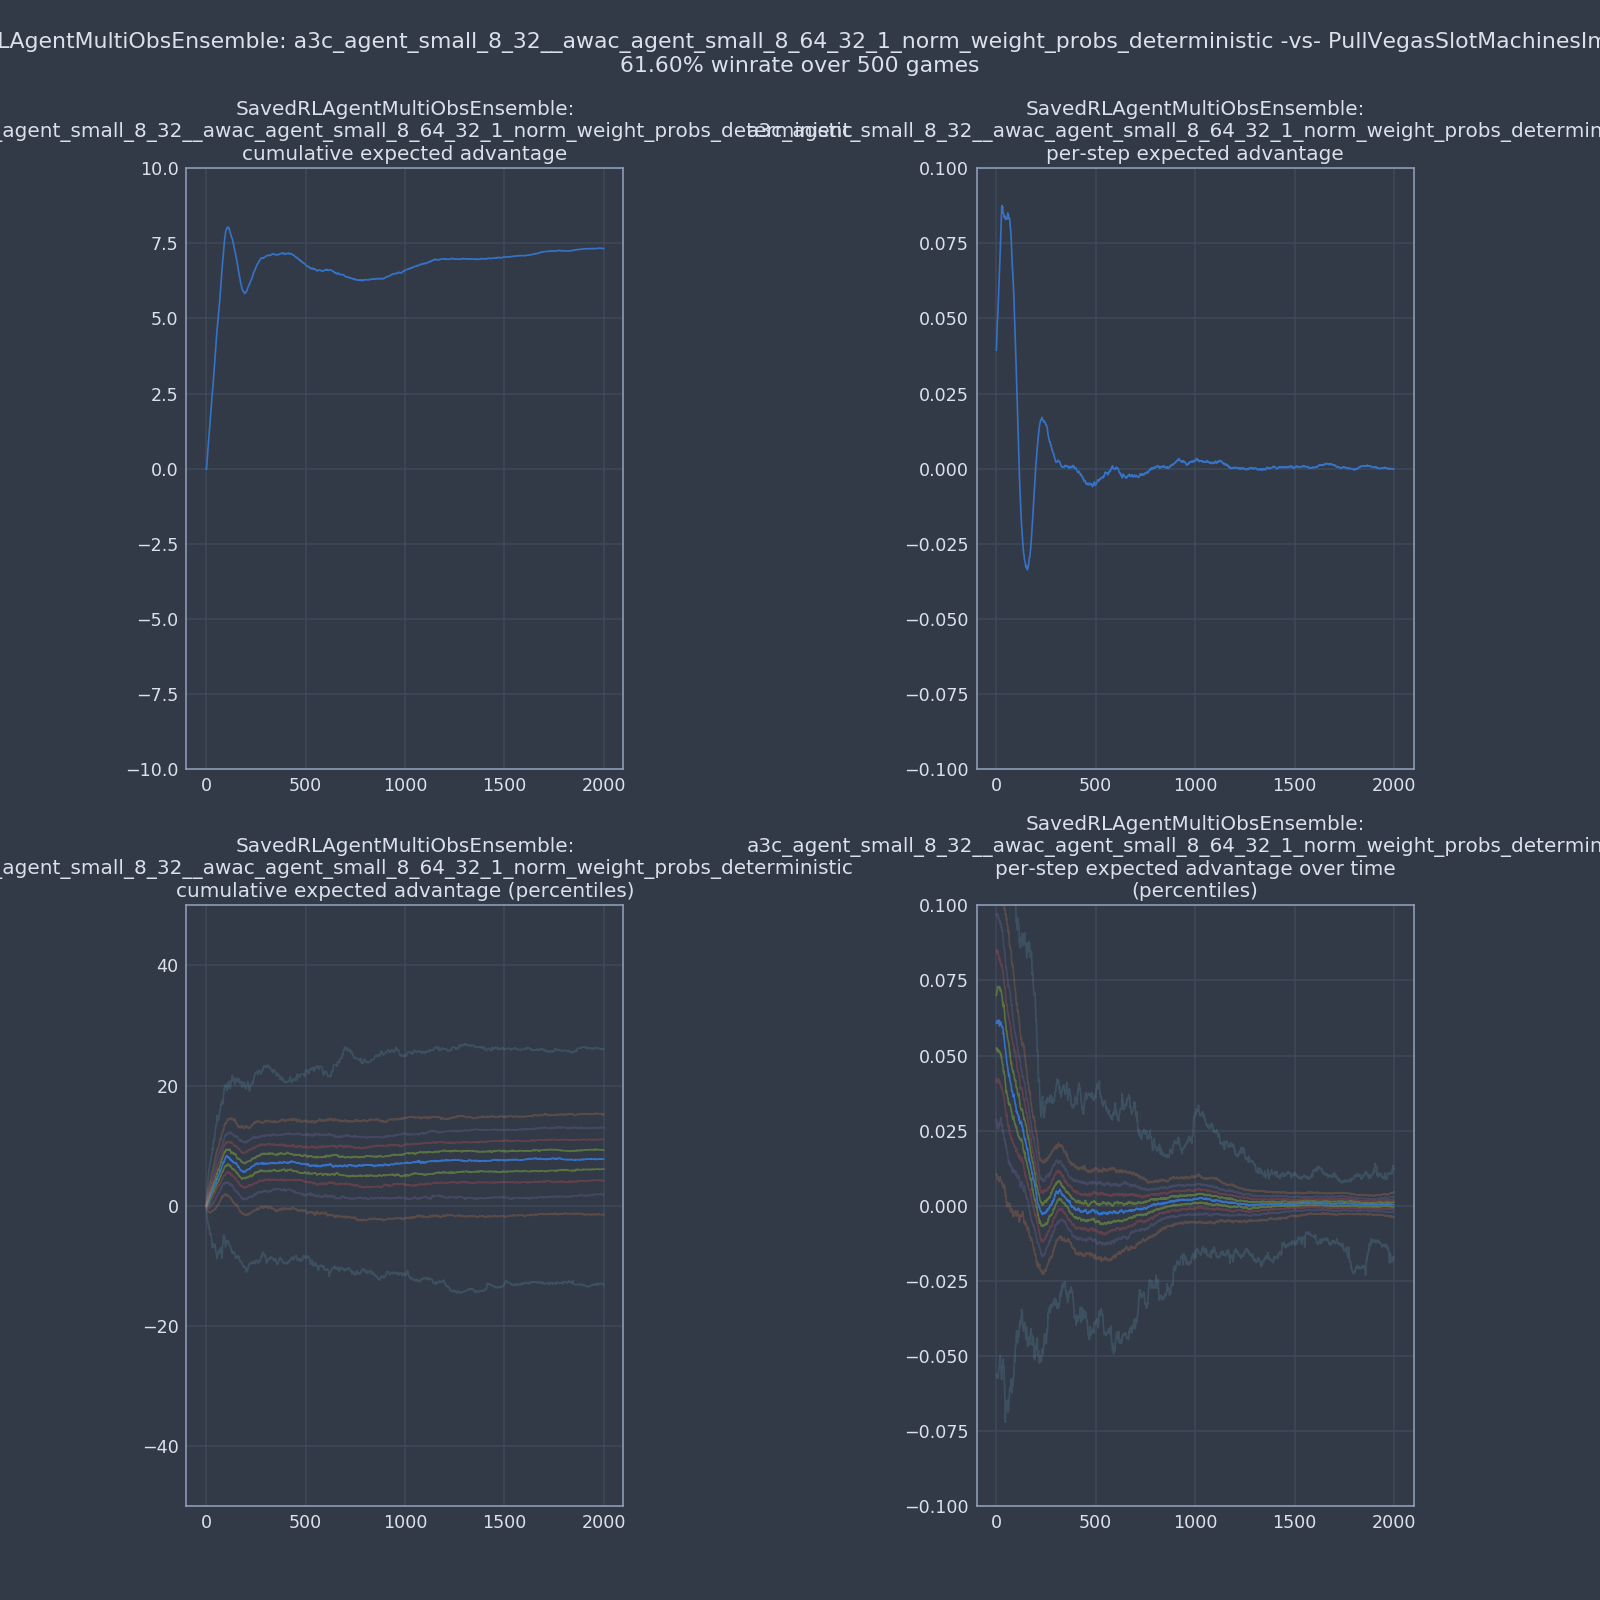 LAgentMultiObsEnsemble: a3c_agent_small_8_32__awac_agent_small_8_64_32_1_norm_weight_probs_deterministic -vs- PullVegasSlotMachinesIm
61.60% winrate over 500 games
SavedRLAgentMultiObsEnsemble:
_agent_small_8_32__awac_agent_small_8_64_32_1_norm_weight_probs_deterministic
cumulative expected advantage
10.0
7.5
5.0
2.5
0.0
−2.5
−5.0
−7.5
−10.0
0 500 1000 1500 2000
SavedRLAgentMultiObsEnsemble:
a3c_agent_small_8_32__awac_agent_small_8_64_32_1_norm_weight_probs_determin
per-step expected advantage
0.100
0.075
0.050
0.025
0.000
−0.025
−0.050
−0.075
−0.100
0 500 1000 1500 2000
SavedRLAgentMultiObsEnsemble:
_agent_small_8_32__awac_agent_small_8_64_32_1_norm_weight_probs_deterministic
cumulative expected advantage (percentiles)
40
20
0
−20
−40
0 500 1000 1500 2000
SavedRLAgentMultiObsEnsemble:
a3c_agent_small_8_32__awac_agent_small_8_64_32_1_norm_weight_probs_determin
per-step expected advantage over time
(percentiles)
0.100
0.075
0.050
0.025
0.000
−0.025
−0.050
−0.075
−0.100
0 500 1000 1500 2000